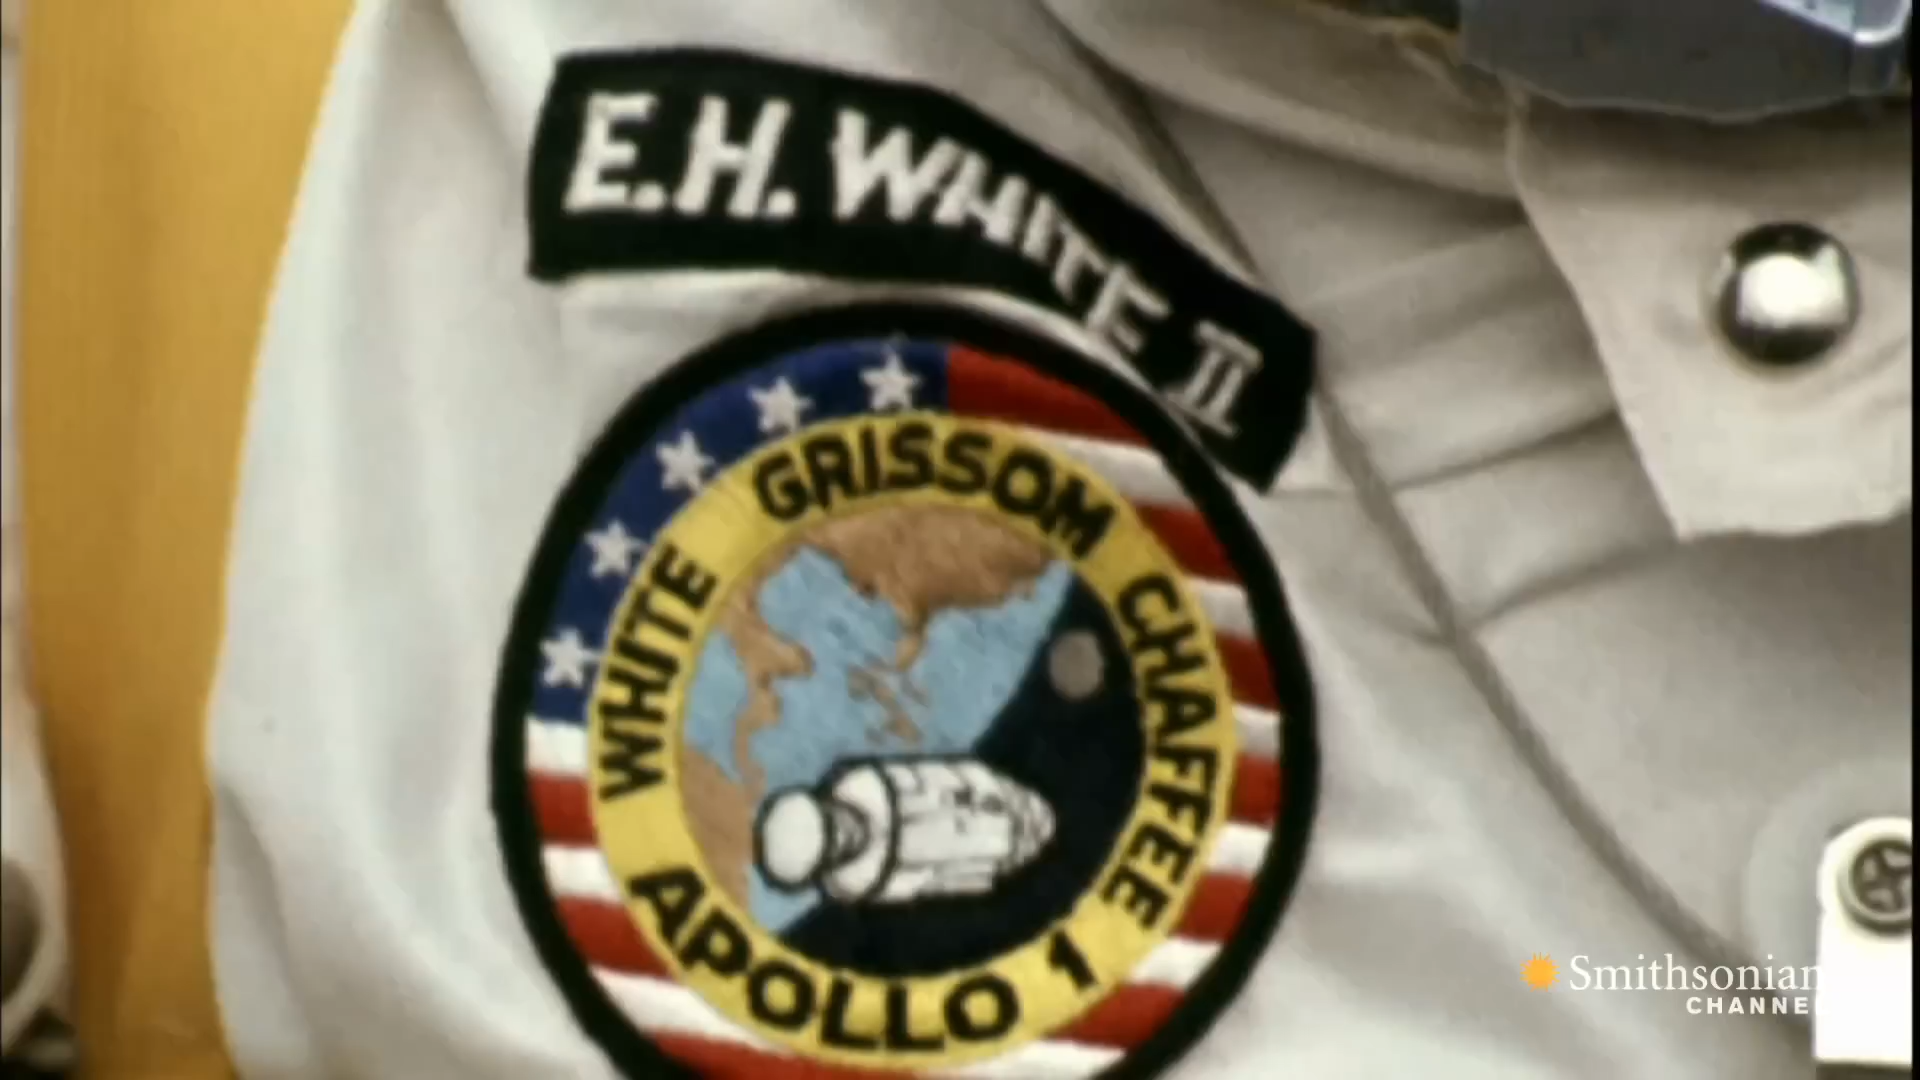 E.H. WHITE II
GRISSOM
WHITE
CHAFFEE
APOLLO 1
Smithsonian
CHANNEL